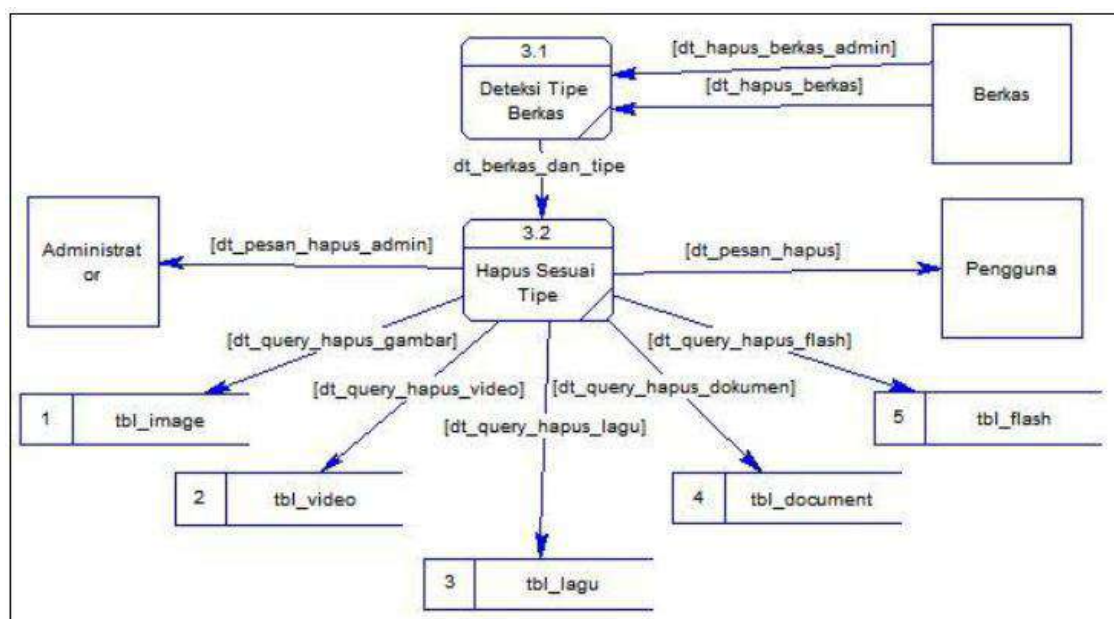 3.1
Deteksi Tipe
Berkas
[dt_hapus_berkas_admin]
[dt_hapus_berkas]
Berkas
dt_berkas_dan_tipe
Administrat
or
[dt_pesan_hapus_admin]
3.2
Hapus Sesuai
Tipe
[dt_pesan_hapus]
Pengguna
[dt_query_hapus_gambar]
[dt_query_hapus_flash]
[dt_query_hapus_video]
[dt_query_hapus_dokumen]
[dt_query_hapus_lagu]
1 tbl_image
5 tbl_flash
2 tbl_video
4 tbl_document
3 tbl_lagu